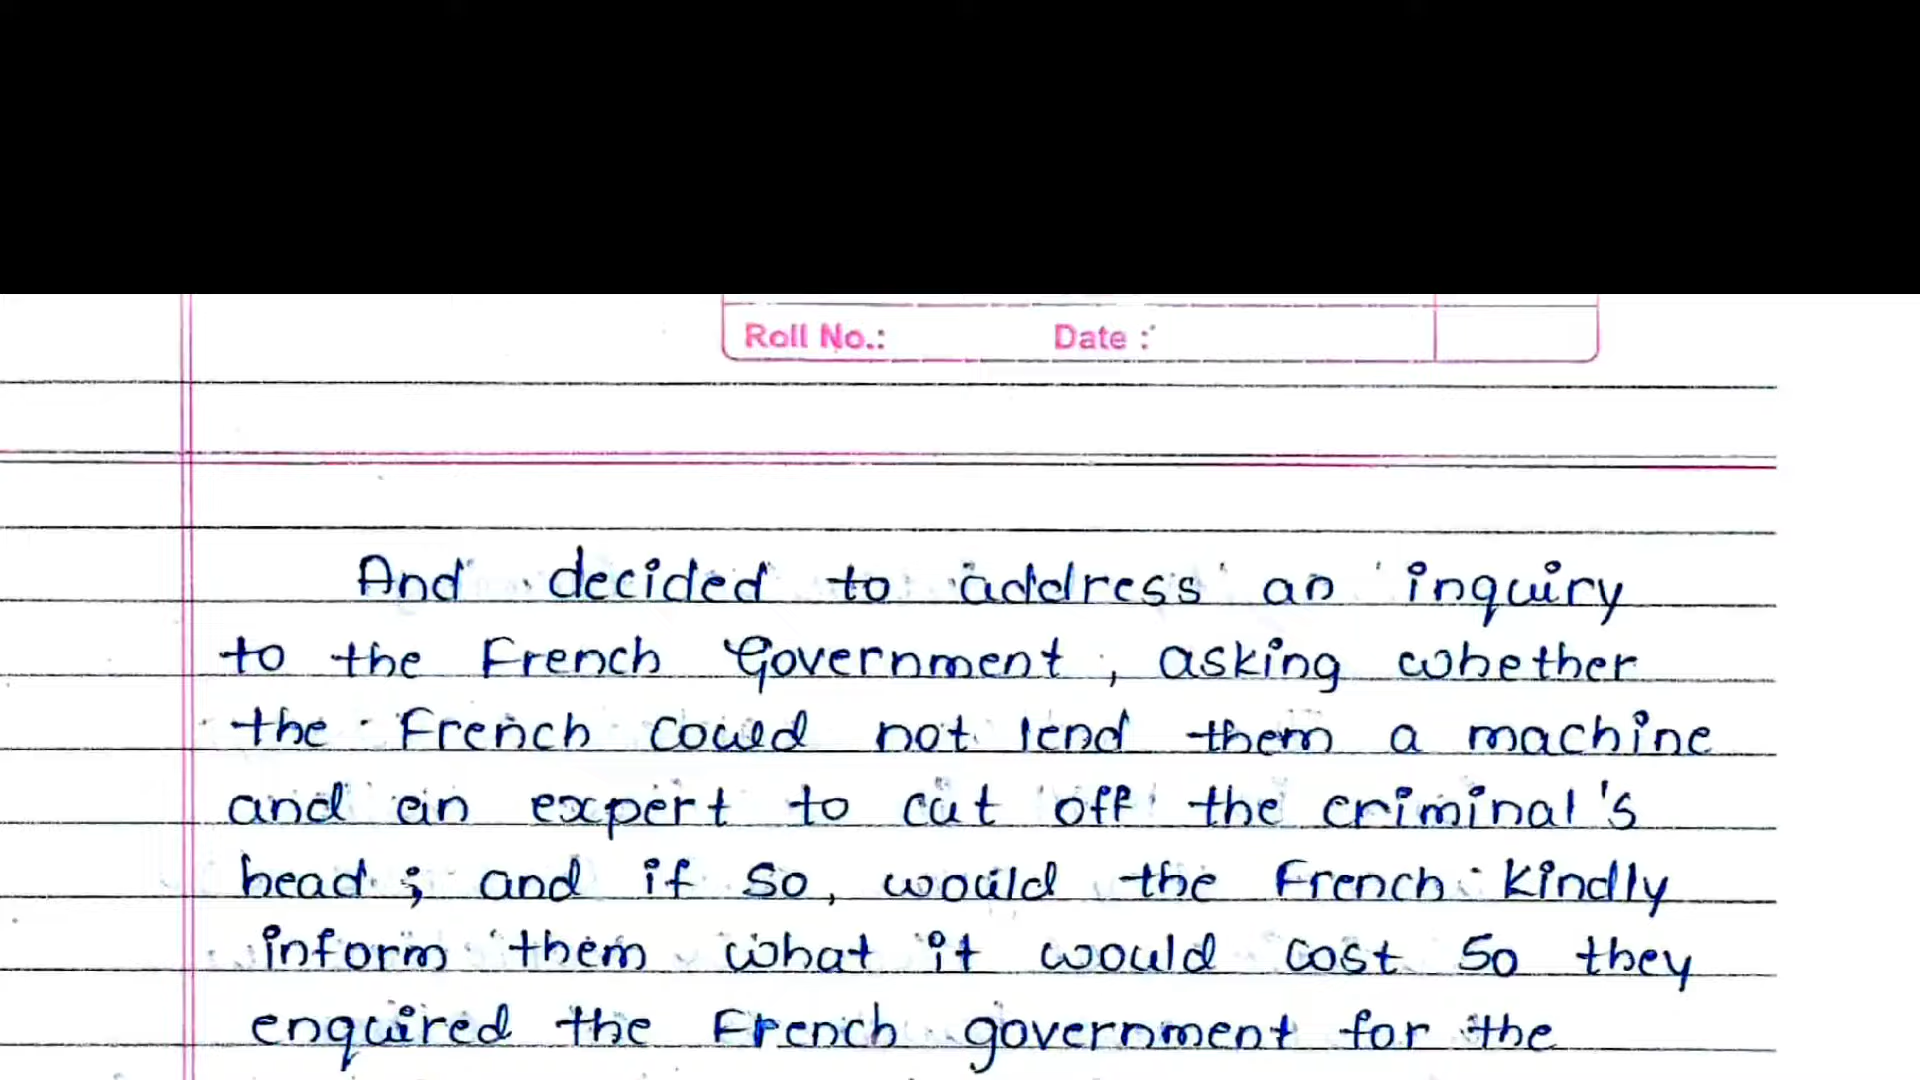 Roll No.: Date :
And decided to address an inquiry
to the French Government, asking whether
the French could not lend them a machine
and an expert to cut off the criminal's
head; and if so, would the French kindly
inform them what it would cost So they
enquired the French government for the